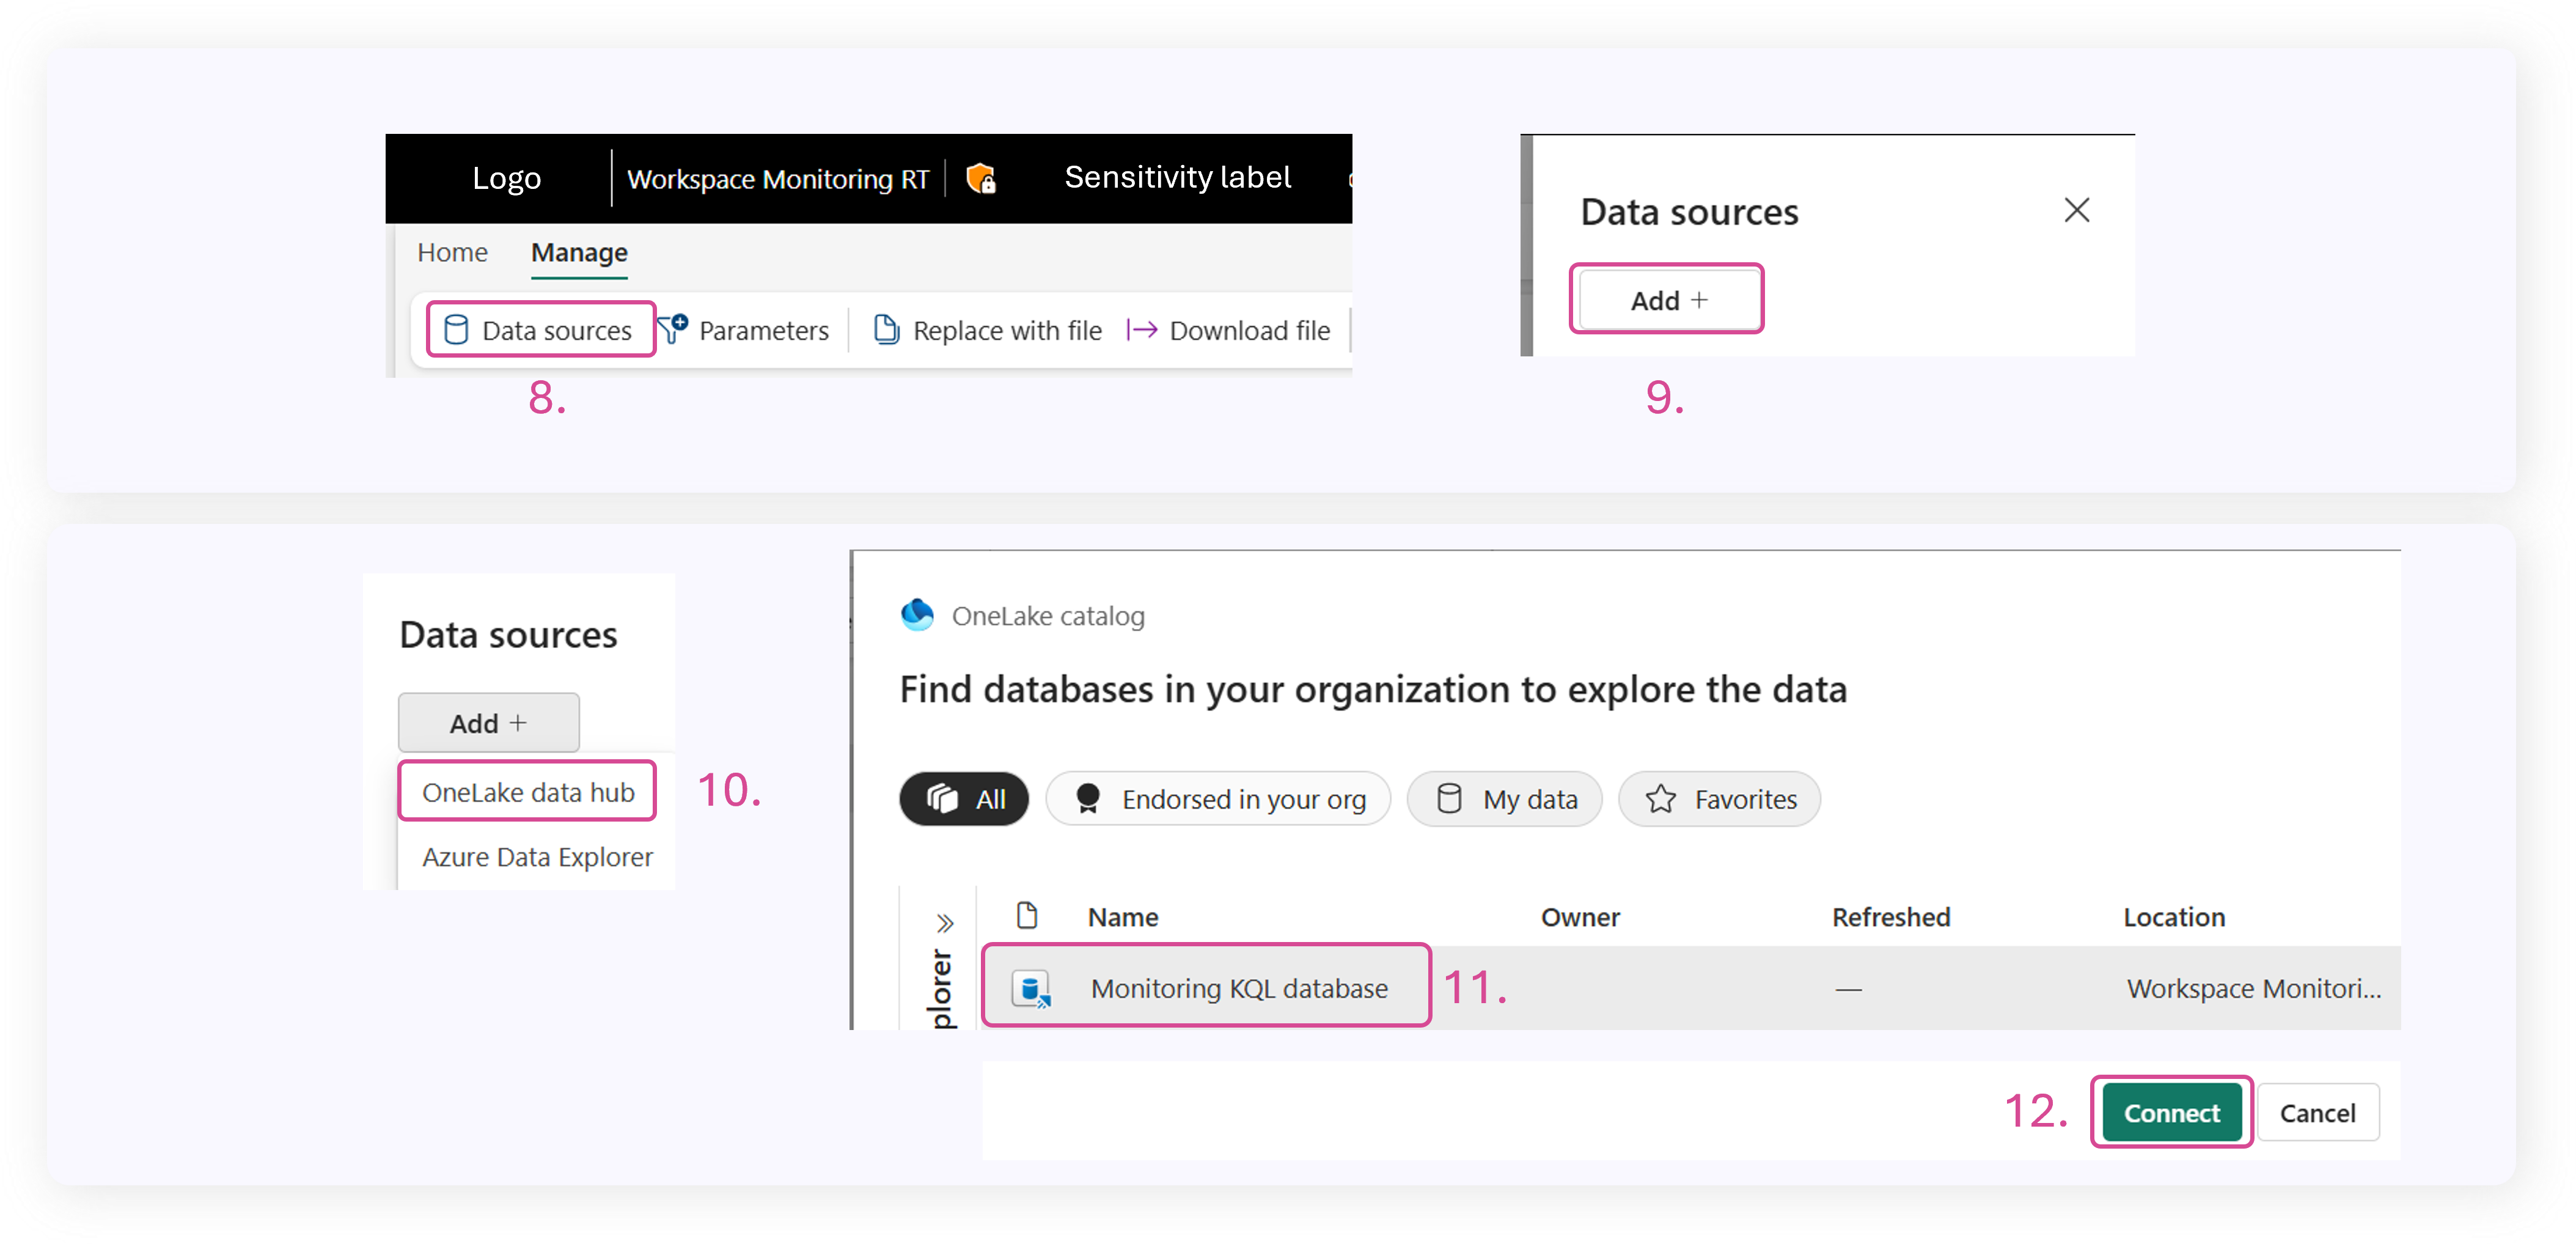 Logo
Workspace Monitoring RT
Sensitivity label
Home Manage
Data sources Parameters Replace with file Download file
8.
Data sources
Add +
9.
Data sources
Add +
OneLake data hub
Azure Data Explorer
10.
OneLake catalog
Find databases in your organization to explore the data
All Endorsed in your org My data Favorites
Name Owner Refreshed Location
plorer
Monitoring KQL database — Workspace Monitori...
11.
12.
Connect Cancel